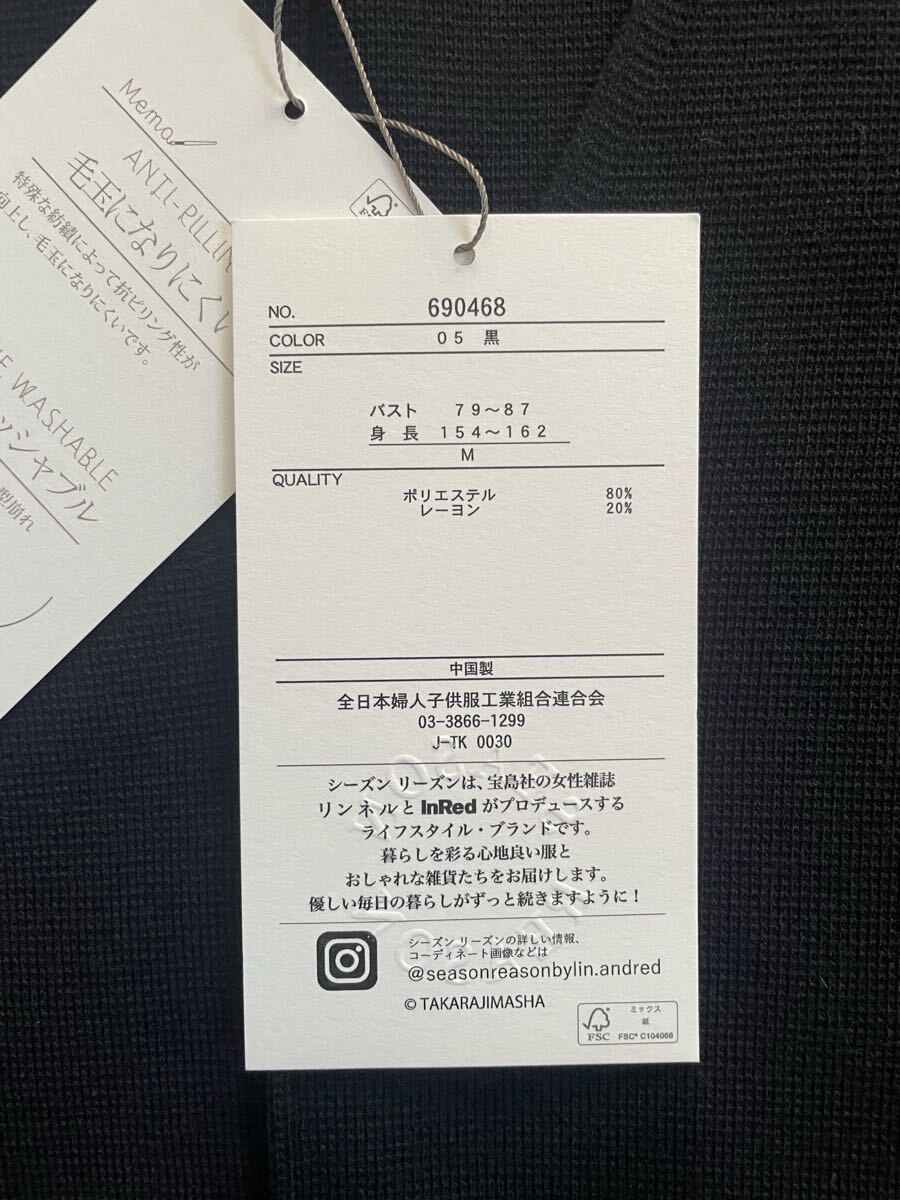 Memo
ANTI-PILLIN
毛玉になりにく
特殊な紡績によって抗ピリング性が
向上し、毛玉になりにくいです。
E WASHABLE
ッシャブル
型崩れ
FSC
NO. 690468
COLOR 05 黒
SIZE
バスト 79～87
身長 154～162
M
QUALITY
ポリエステル 80%
レーヨン 20%
中国製
全日本婦人子供服工業組合連合会
03-3866-1299
J-TK 0030
シーズン リーズンは、宝島社の女性雑誌
リンネルと InRed がプロデュースする
ライフスタイル・ブランドです。
暮らしを彩る心地良い服と
おしゃれな雑貨たちをお届けします。
優しい毎日の暮らしがずっと続きますように！
シーズン リーズンの詳しい情報、
コーディネート画像などは
@seasonreasonbylin.andred
© TAKARAJIMASHA
ミックス
紙
FSC FSC® C104066